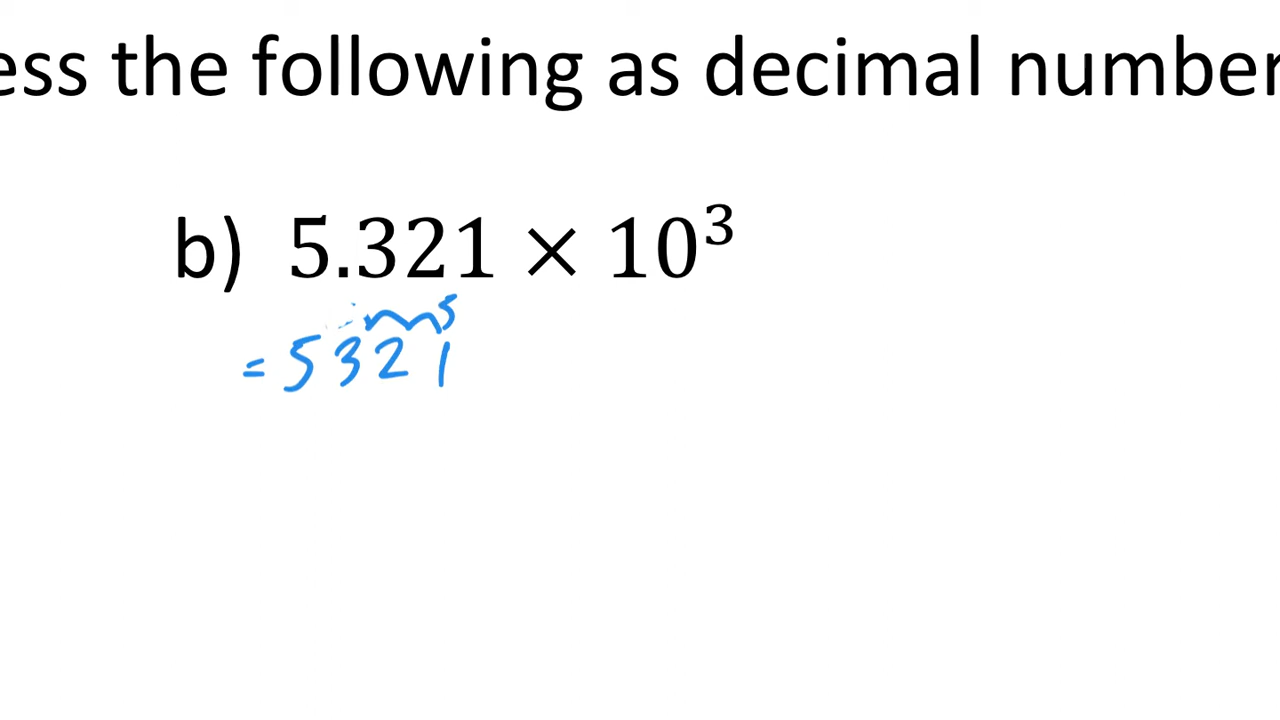 ess the following as decimal number
b) 5.321 × 10³
= 5321